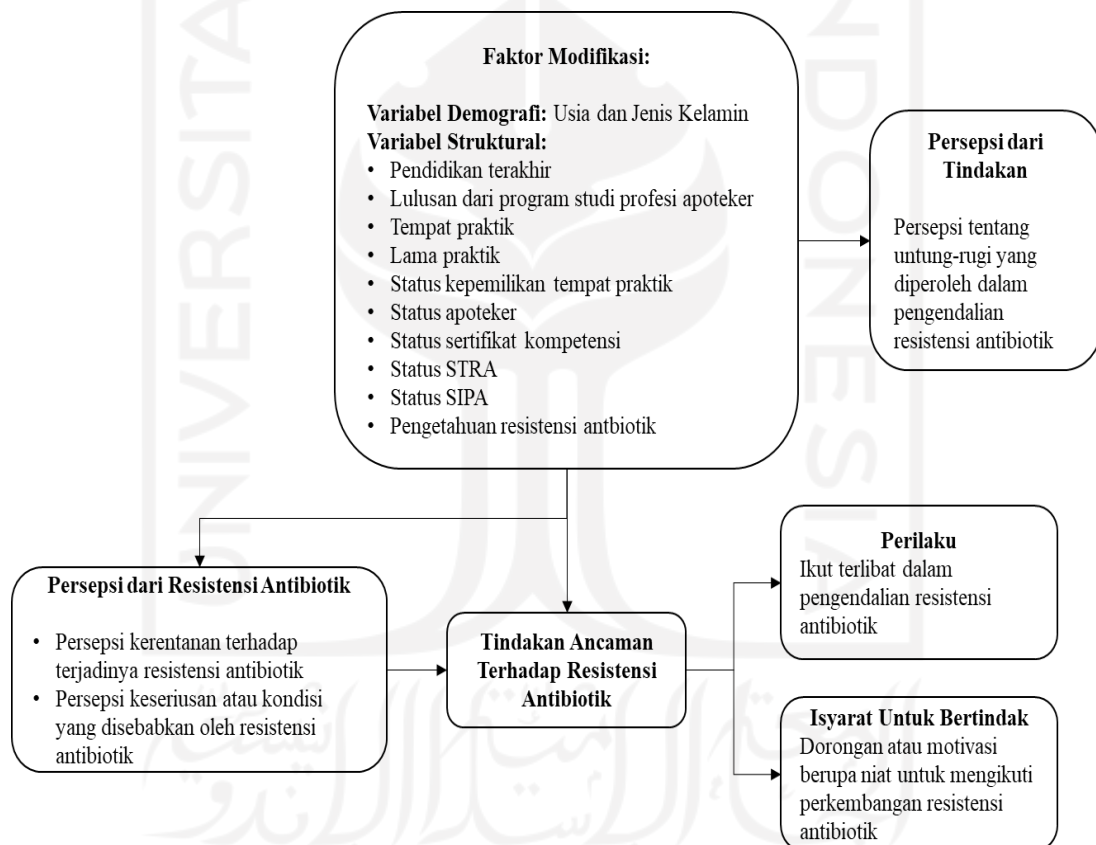 Faktor Modifikasi:
Variabel Demografi: Usia dan Jenis Kelamin
Variabel Struktural:
• Pendidikan terakhir
• Lulusan dari program studi profesi apoteker
• Tempat praktik
• Lama praktik
• Status kepemilikan tempat praktik
• Status apoteker
• Status sertifikat kompetensi
• Status STRA
• Status SIPA
• Pengetahuan resistensi antbiotik
Persepsi dari
Tindakan
Persepsi tentang
untung-rugi yang
diperoleh dalam
pengendalian
resistensi antibiotik
Persepsi dari Resistensi Antibiotik
• Persepsi kerentanan terhadap
terjadinya resistensi antibiotik
• Persepsi keseriusan atau kondisi
yang disebabkan oleh resistensi
antibiotik
Tindakan Ancaman
Terhadap Resistensi
Antibiotik
Perilaku
Ikut terlibat dalam
pengendalian resistensi
antibiotik
Isyarat Untuk Bertindak
Dorongan atau motivasi
berupa niat untuk mengikuti
perkembangan resistensi
antibiotik
UNIVERSITA
NDONESIA